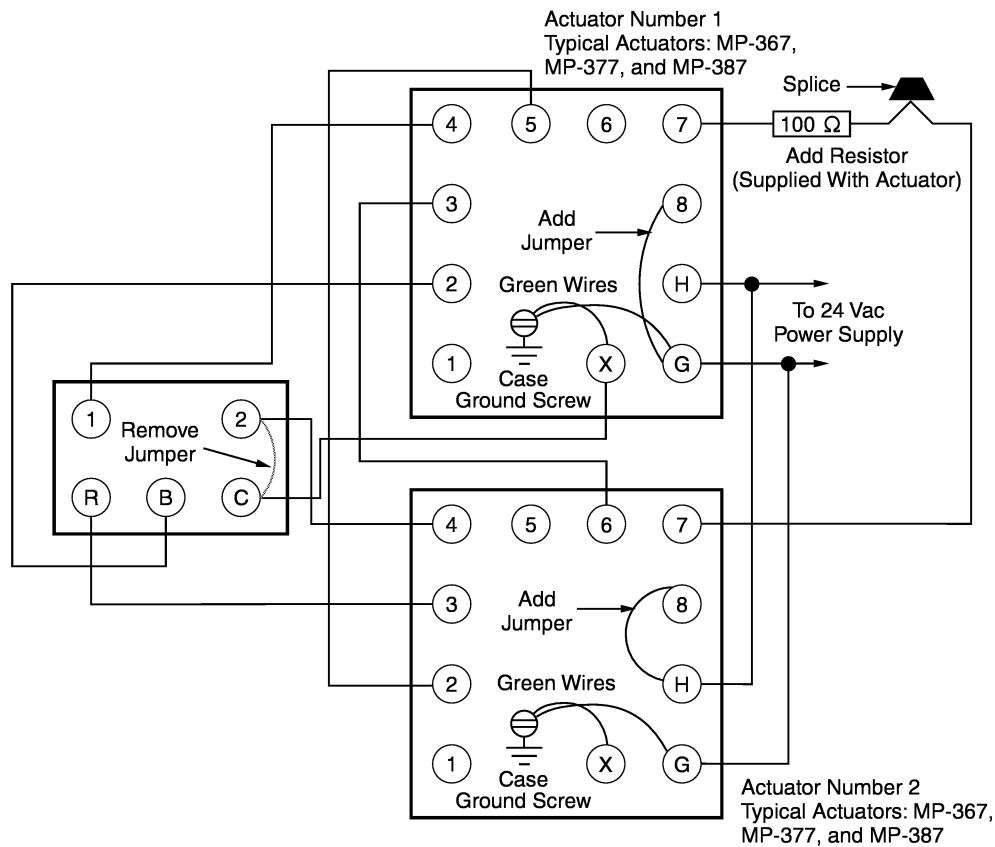 Actuator Number 1
Typical Actuators: MP-367,
MP-377, and MP-387
Splice
4 5 6 7
100 Ω
Add Resistor
(Supplied With Actuator)
3
8
Add
Jumper
2
Green Wires
H
To 24 Vac
Power Supply
1
X
G
Case
Ground Screw
1
2
Remove
Jumper
R B C
4 5 6 7
3
Add
Jumper
8
2
Green Wires
H
1
X
G
Case
Ground Screw
Actuator Number 2
Typical Actuators: MP-367,
MP-377, and MP-387